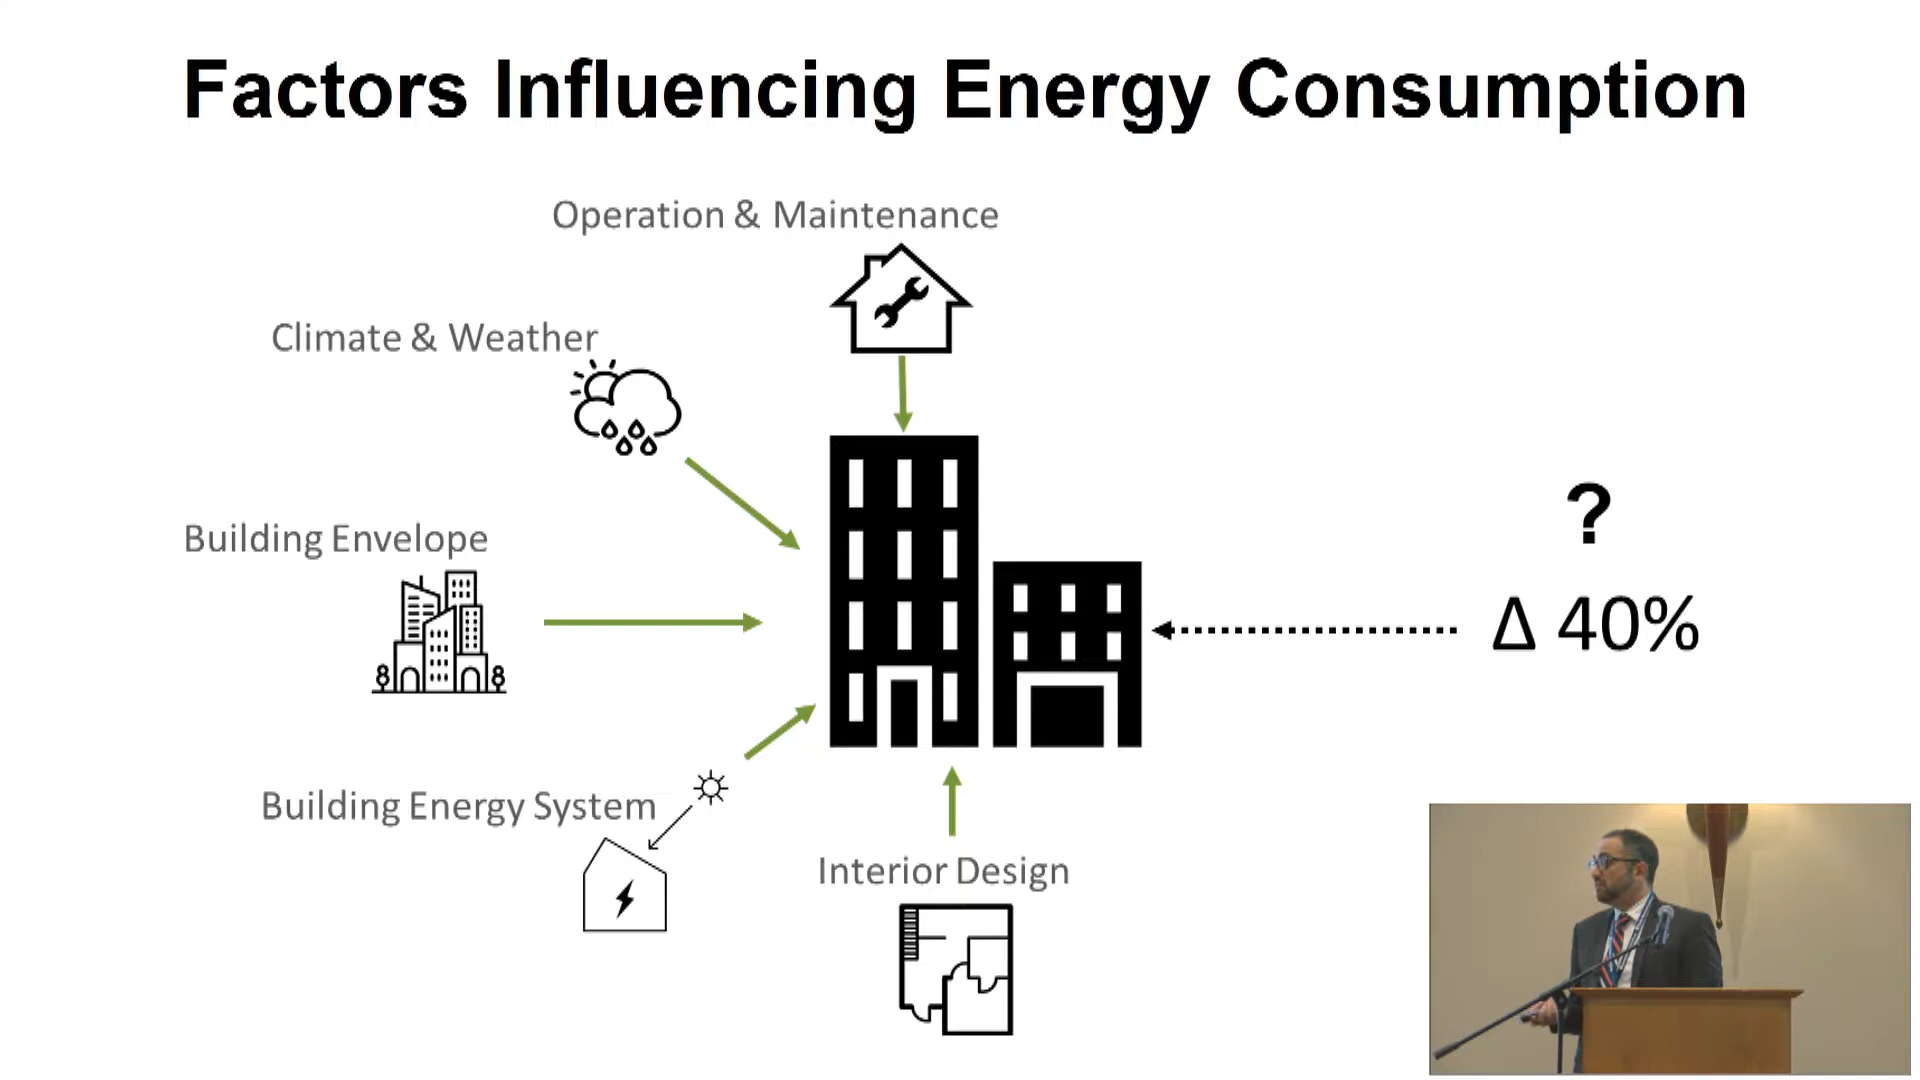 Factors Influencing Energy Consumption
Operation & Maintenance
Climate & Weather
Building Envelope
?
Δ 40%
Building Energy System
Interior Design